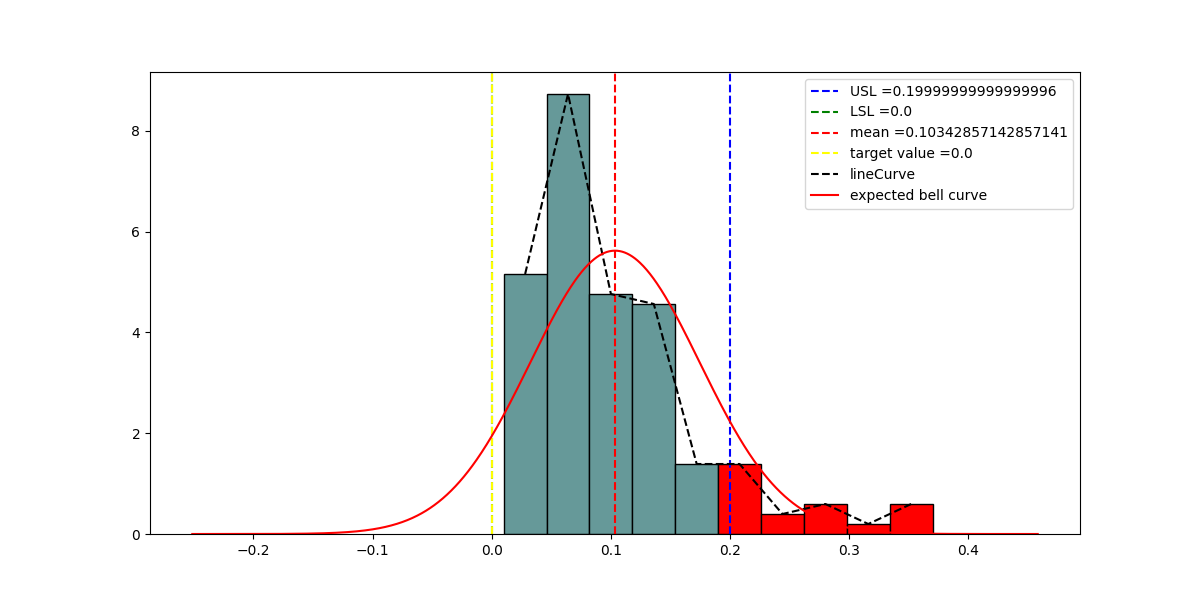 USL =0.19999999999999996
LSL =0.0
mean =0.10342857142857141
target value =0.0
lineCurve
expected bell curve
8
6
4
2
0
−0.2 −0.1 0.0 0.1 0.2 0.3 0.4